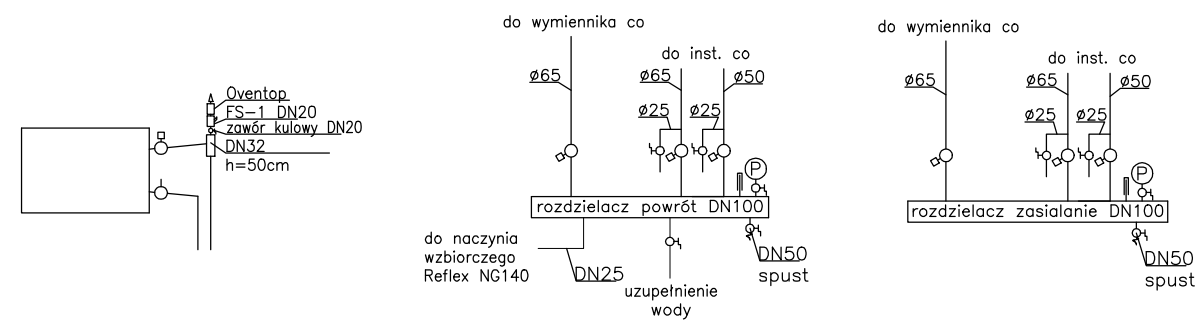 Oventop
FS-1 DN20
zawór kulowy DN20
DN32
h=50cm
do wymiennika co
do inst. co
ø65
ø65
ø50
ø25
ø25
P
rozdzielacz powrót DN100
do naczynia
wzbiorczego
Reflex NG140
DN25
uzupełnienie
wody
DN50
spust
do wymiennika co
do inst. co
ø65
ø65
ø50
ø25
ø25
P
rozdzielacz zasialanie DN100
DN50
spust